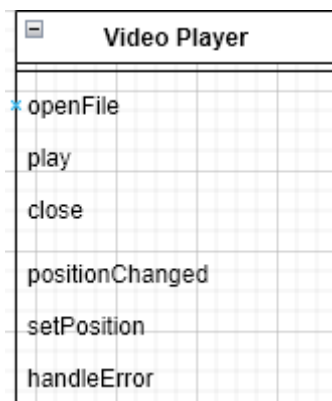 Video Player
openFile
play
close
positionChanged
setPosition
handleError